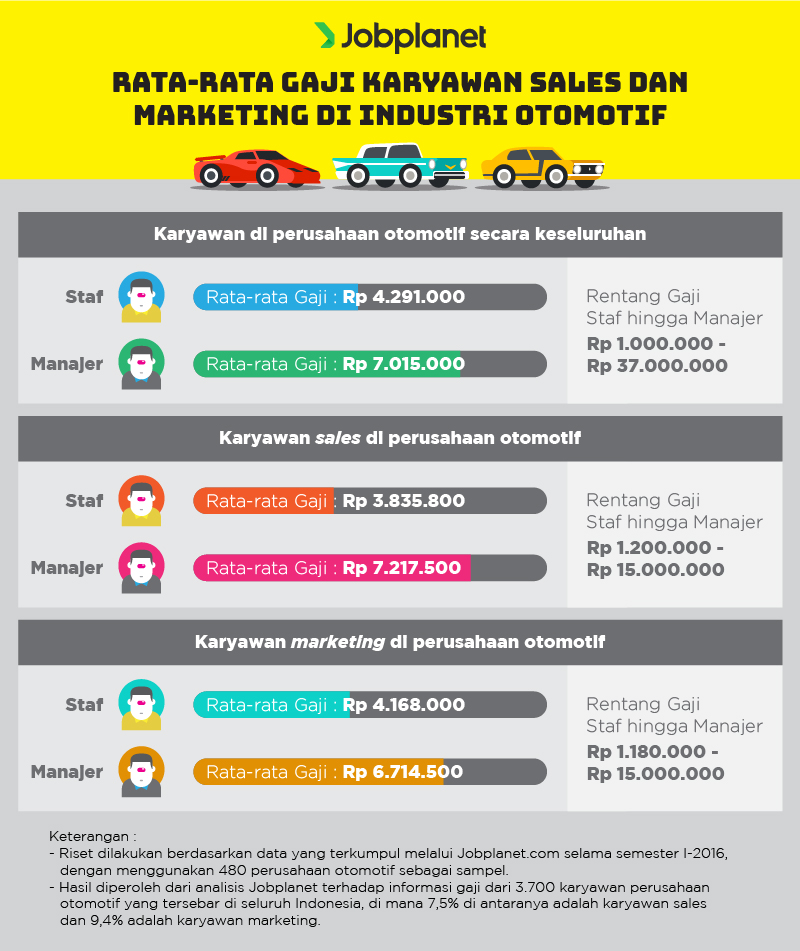 Jobplanet
RATA-RATA GAJI KARYAWAN SALES DAN
MARKETING DI INDUSTRI OTOMOTIF
Karyawan di perusahaan otomotif secara keseluruhan
Staf
Rata-rata Gaji : Rp 4.291.000
Manajer
Rata-rata Gaji : Rp 7.015.000
Rentang Gaji
Staf hingga Manajer
Rp 1.000.000 -
Rp 37.000.000
Karyawan sales di perusahaan otomotif
Staf
Rata-rata Gaji : Rp 3.835.800
Manajer
Rata-rata Gaji : Rp 7.217.500
Rentang Gaji
Staf hingga Manajer
Rp 1.200.000 -
Rp 15.000.000
Karyawan marketing di perusahaan otomotif
Staf
Rata-rata Gaji : Rp 4.168.000
Manajer
Rata-rata Gaji : Rp 6.714.500
Rentang Gaji
Staf hingga Manajer
Rp 1.180.000 -
Rp 15.000.000
Keterangan :
- Riset dilakukan berdasarkan data yang terkumpul melalui Jobplanet.com selama semester I-2016,
dengan menggunakan 480 perusahaan otomotif sebagai sampel.
- Hasil diperoleh dari analisis Jobplanet terhadap informasi gaji dari 3.700 karyawan perusahaan
otomotif yang tersebar di seluruh Indonesia, di mana 7,5% di antaranya adalah karyawan sales
dan 9,4% adalah karyawan marketing.